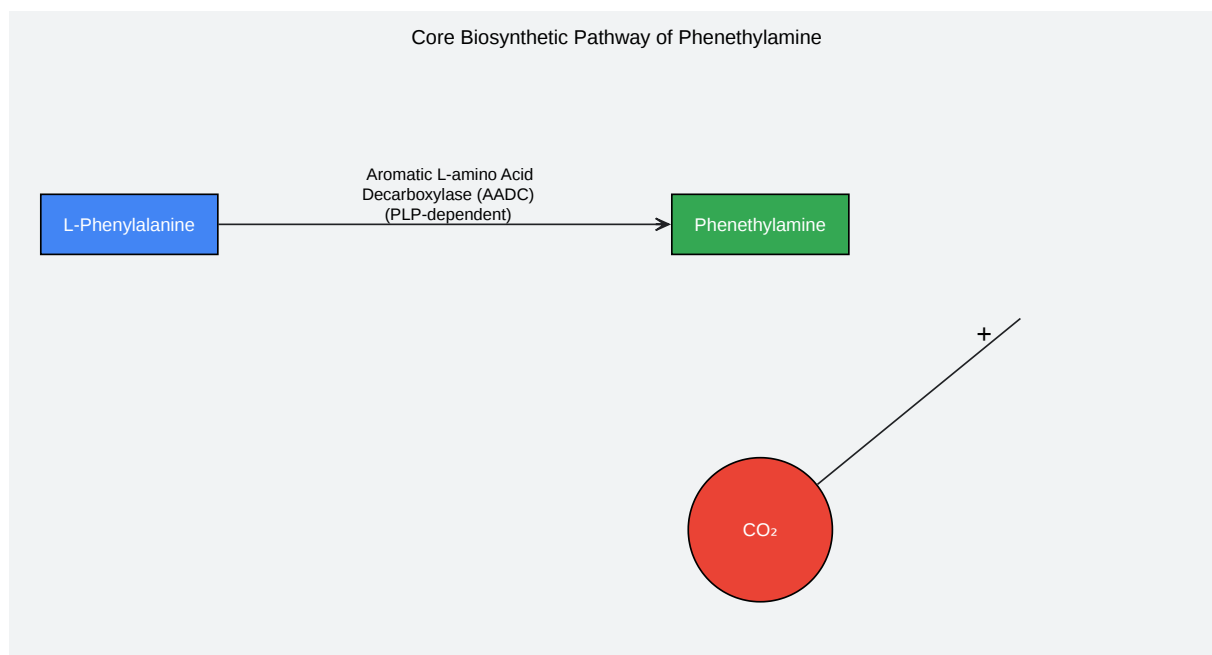 Core Biosynthetic Pathway of Phenethylamine
Aromatic L-amino Acid
Decarboxylase (AADC)
(PLP-dependent)
L-Phenylalanine
Phenethylamine
+
CO₂